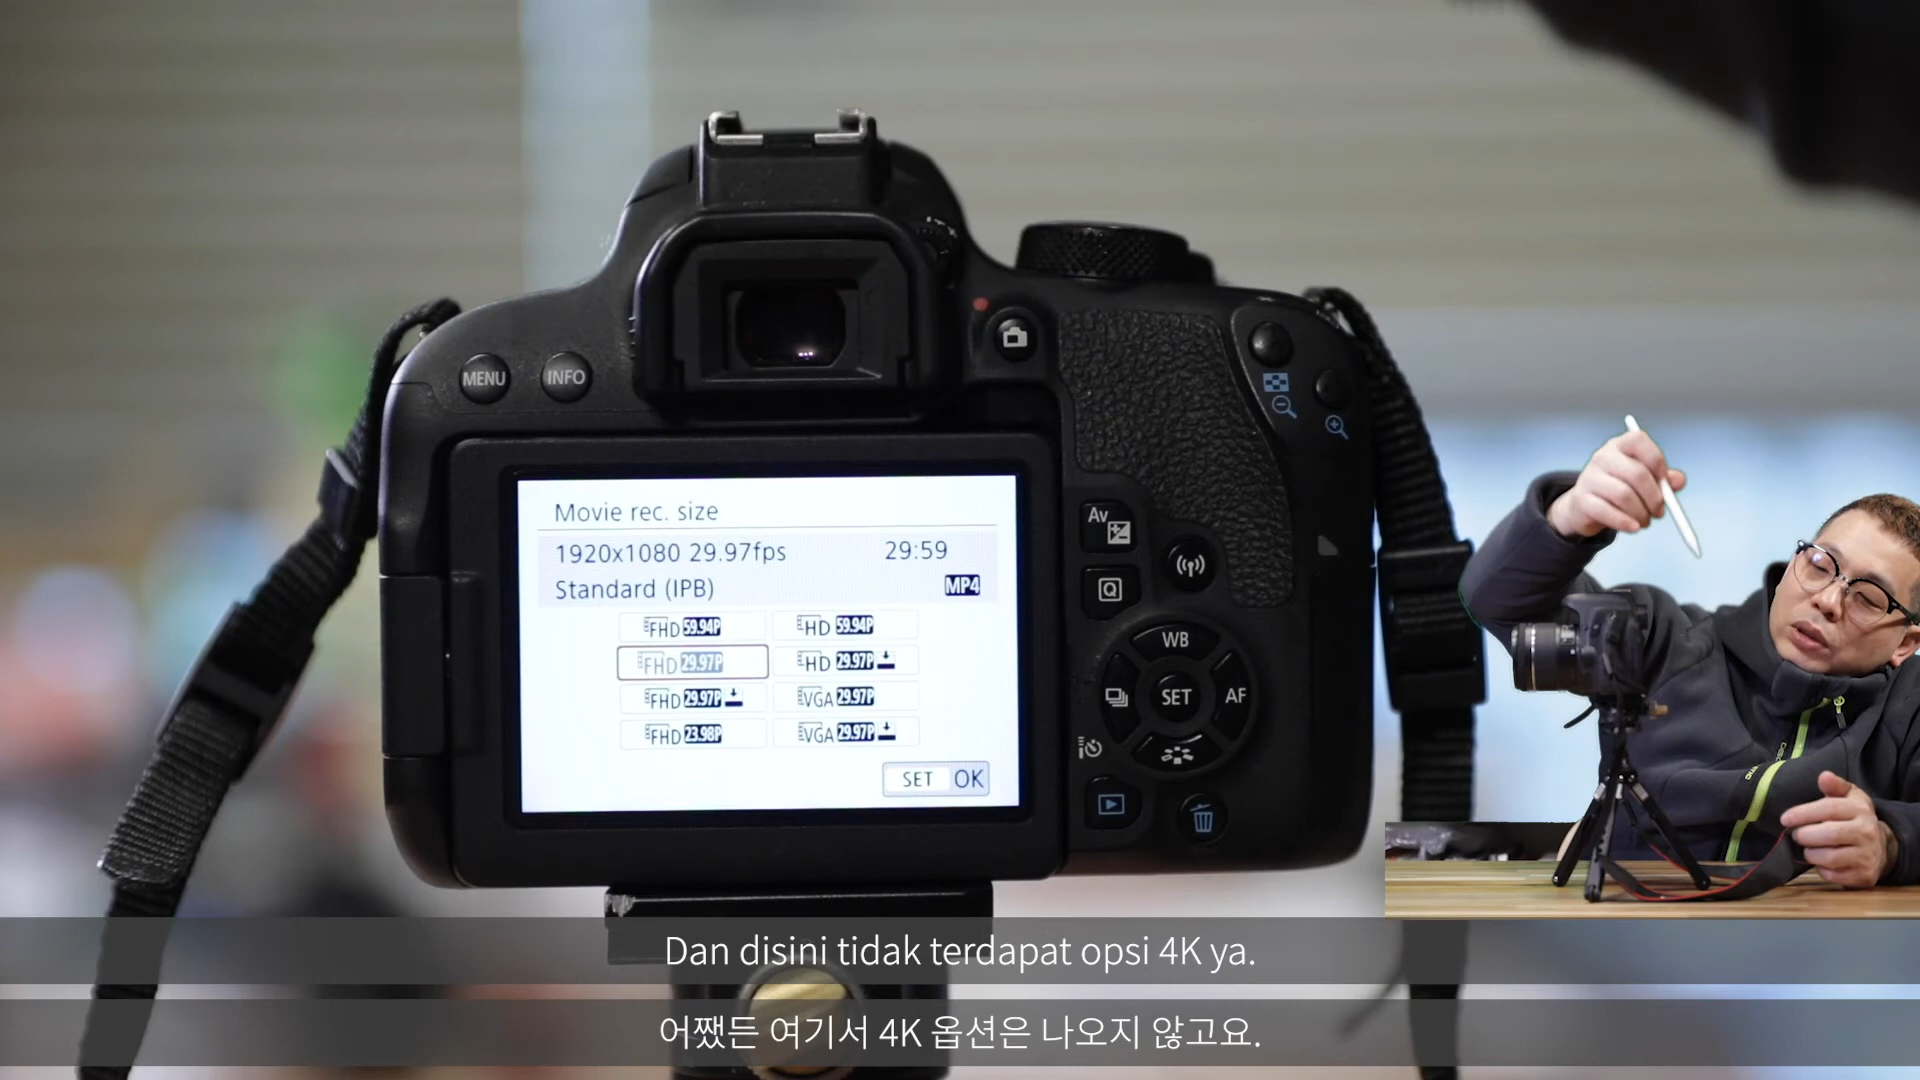 MENU
INFO
Movie rec. size
1920x1080 29.97fps 29:59
Standard (IPB) MP4
FHD 59.94P HD 59.94P
FHD 29.97P HD 29.97P
FHD 29.97P VGA 29.97P
FHD 23.98P VGA 29.97P
SET OK
Av
Q
WB
SET
AF
Dan disini tidak terdapat opsi 4K ya.
어쨌든 여기서 4K 옵션은 나오지 않고요.